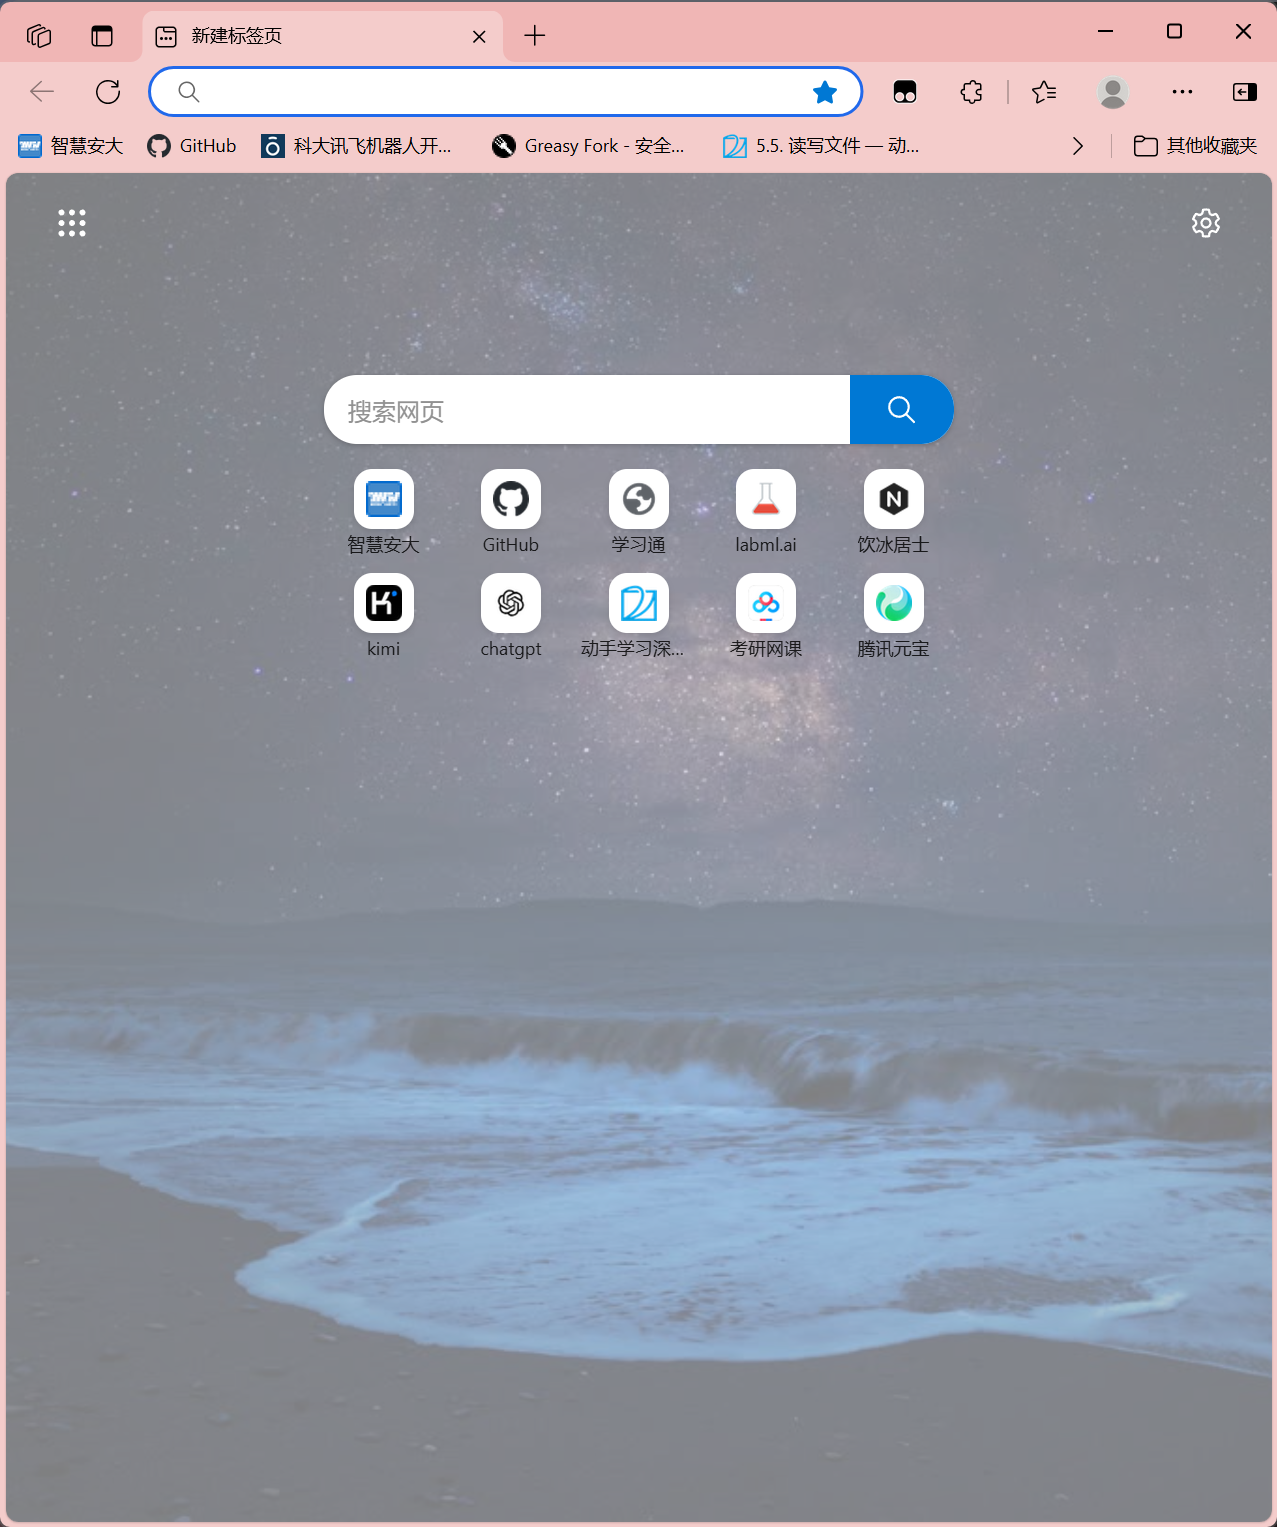 新建标签页
智慧安大
GitHub
科大讯飞机器人开...
Greasy Fork - 安全...
5.5. 读写文件 — 动...
其他收藏夹
搜索网页
智慧安大
GitHub
学习通
labml.ai
饮冰居士
kimi
chatgpt
动手学习深...
考研网课
腾讯元宝